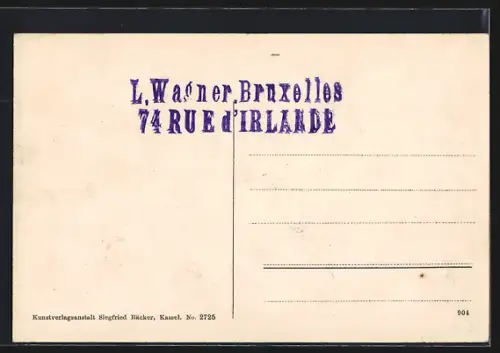 L. Wagner, Bruxelles
74 RUE d'IRLANDE
Kunstverlagsanstalt Siegfried Bäcker, Kassel. No. 2725
904